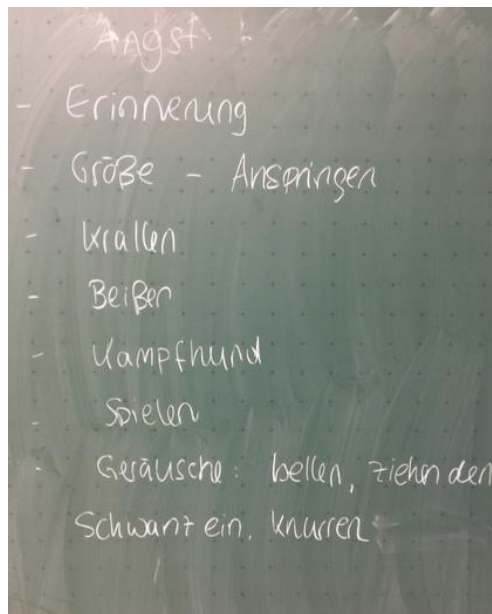 Angst
- Erinnerung
- Größe - Anspringen
- Krallen
- Beißen
- Kampfhund
- Spielen
- Geräusche: bellen, ziehen den
Schwanz ein, knurren